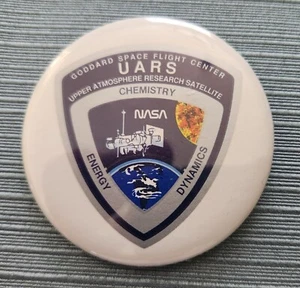 GODDARD SPACE FLIGHT CENTER
UARS
UPPER ATMOSPHERE RESEARCH SATELLITE
CHEMISTRY
NASA
ENERGY
DYNAMICS